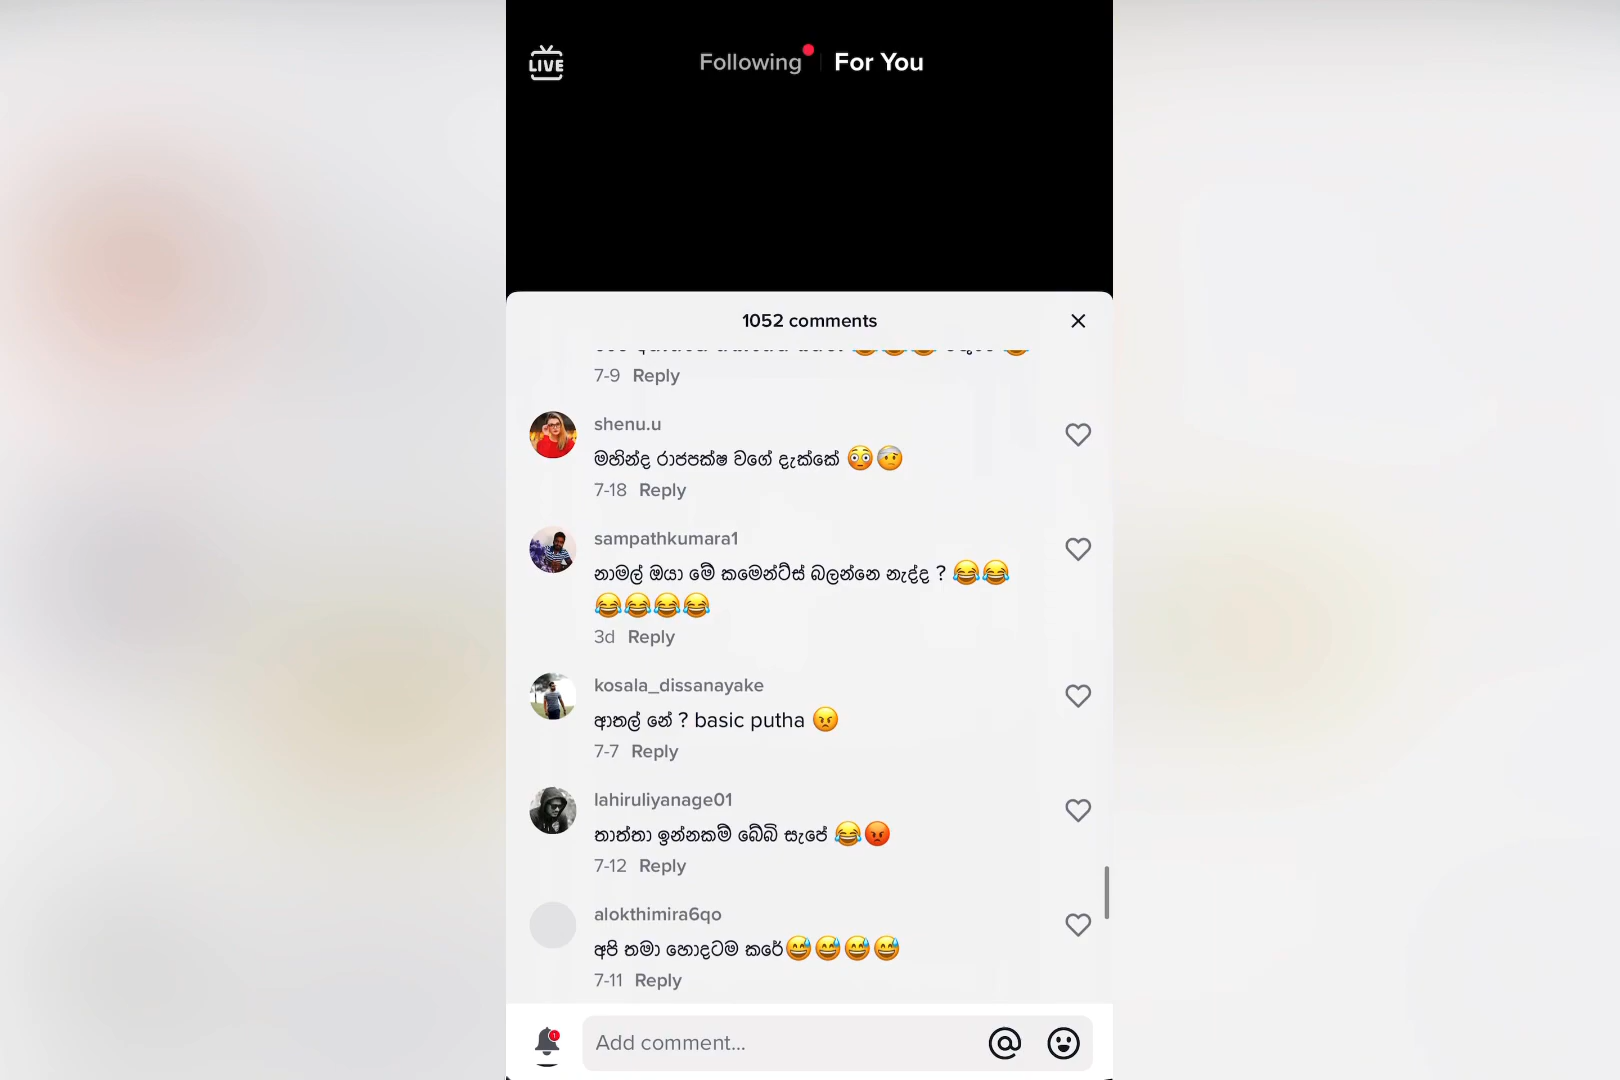 LIVE
Following For You
1052 comments
7-9 Reply
shenu.u
මහින්ද රාජපක්ෂ වගේ දැක්කේ 😳🤕
7-18 Reply
sampathkumara1
නාමල් ඔයා මේ කමෙන්ට්ස් බලන්නෙ නැද්ද ? 😂😂
😂😂😂😂
3d Reply
kosala_dissanayake
ආතල් නේ ? basic putha 😠
7-7 Reply
lahiruliyanage01
තාත්තා ඉන්නකම් බේබි සැපේ 😂😡
7-12 Reply
alokthimira6qo
අපි තමා හොදටම කරේ😅😅😅😅
7-11 Reply
1
Add comment...